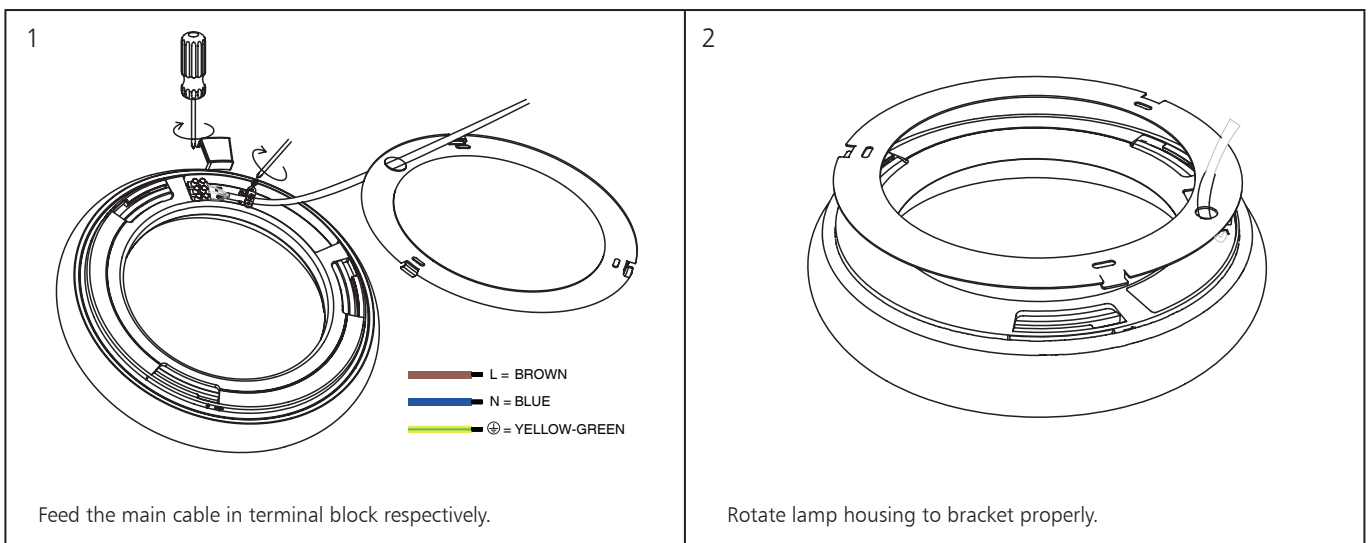 1
L = BROWN
N = BLUE
⏚ = YELLOW-GREEN
Feed the main cable in terminal block respectively.
2
Rotate lamp housing to bracket properly.